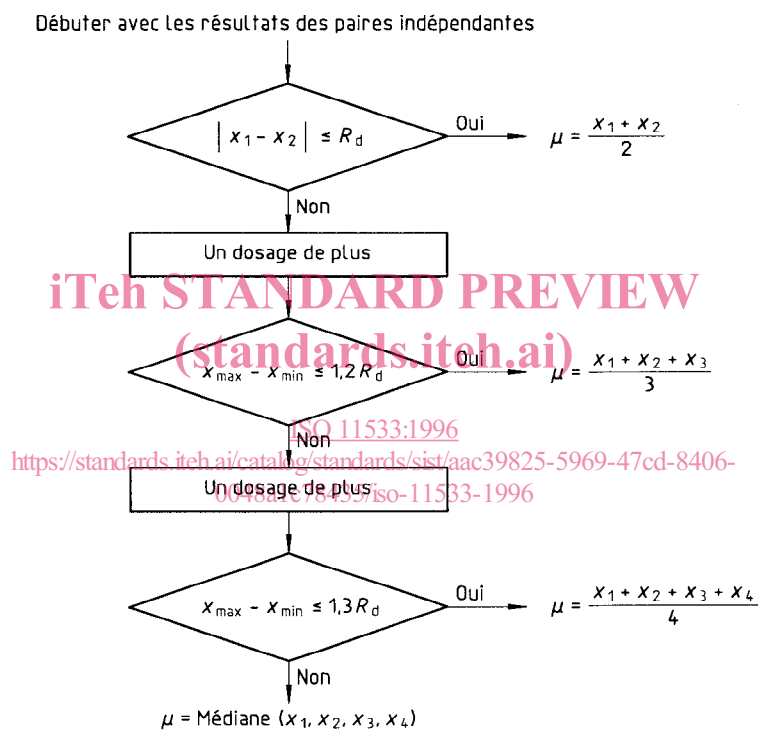 Débuter avec les résultats des paires indépendantes
| x₁ − x₂ | ≤ R_d
Oui
μ = (x₁ + x₂)/2
Non
Un dosage de plus
iTeh STANDARD PREVIEW
(standards.iteh.ai)
x_max − x_min ≤ 1,2 R_d
Oui
μ = (x₁ + x₂ + x₃)/3
ISO 11533:1996
Non
https://standards.iteh.ai/catalog/standards/sist/aac39825-5969-47cd-8406-
Un dosage de plus
x_max − x_min ≤ 1,3 R_d
Oui
μ = (x₁ + x₂ + x₃ + x₄)/4
Non
μ = Médiane (x₁, x₂, x₃, x₄)